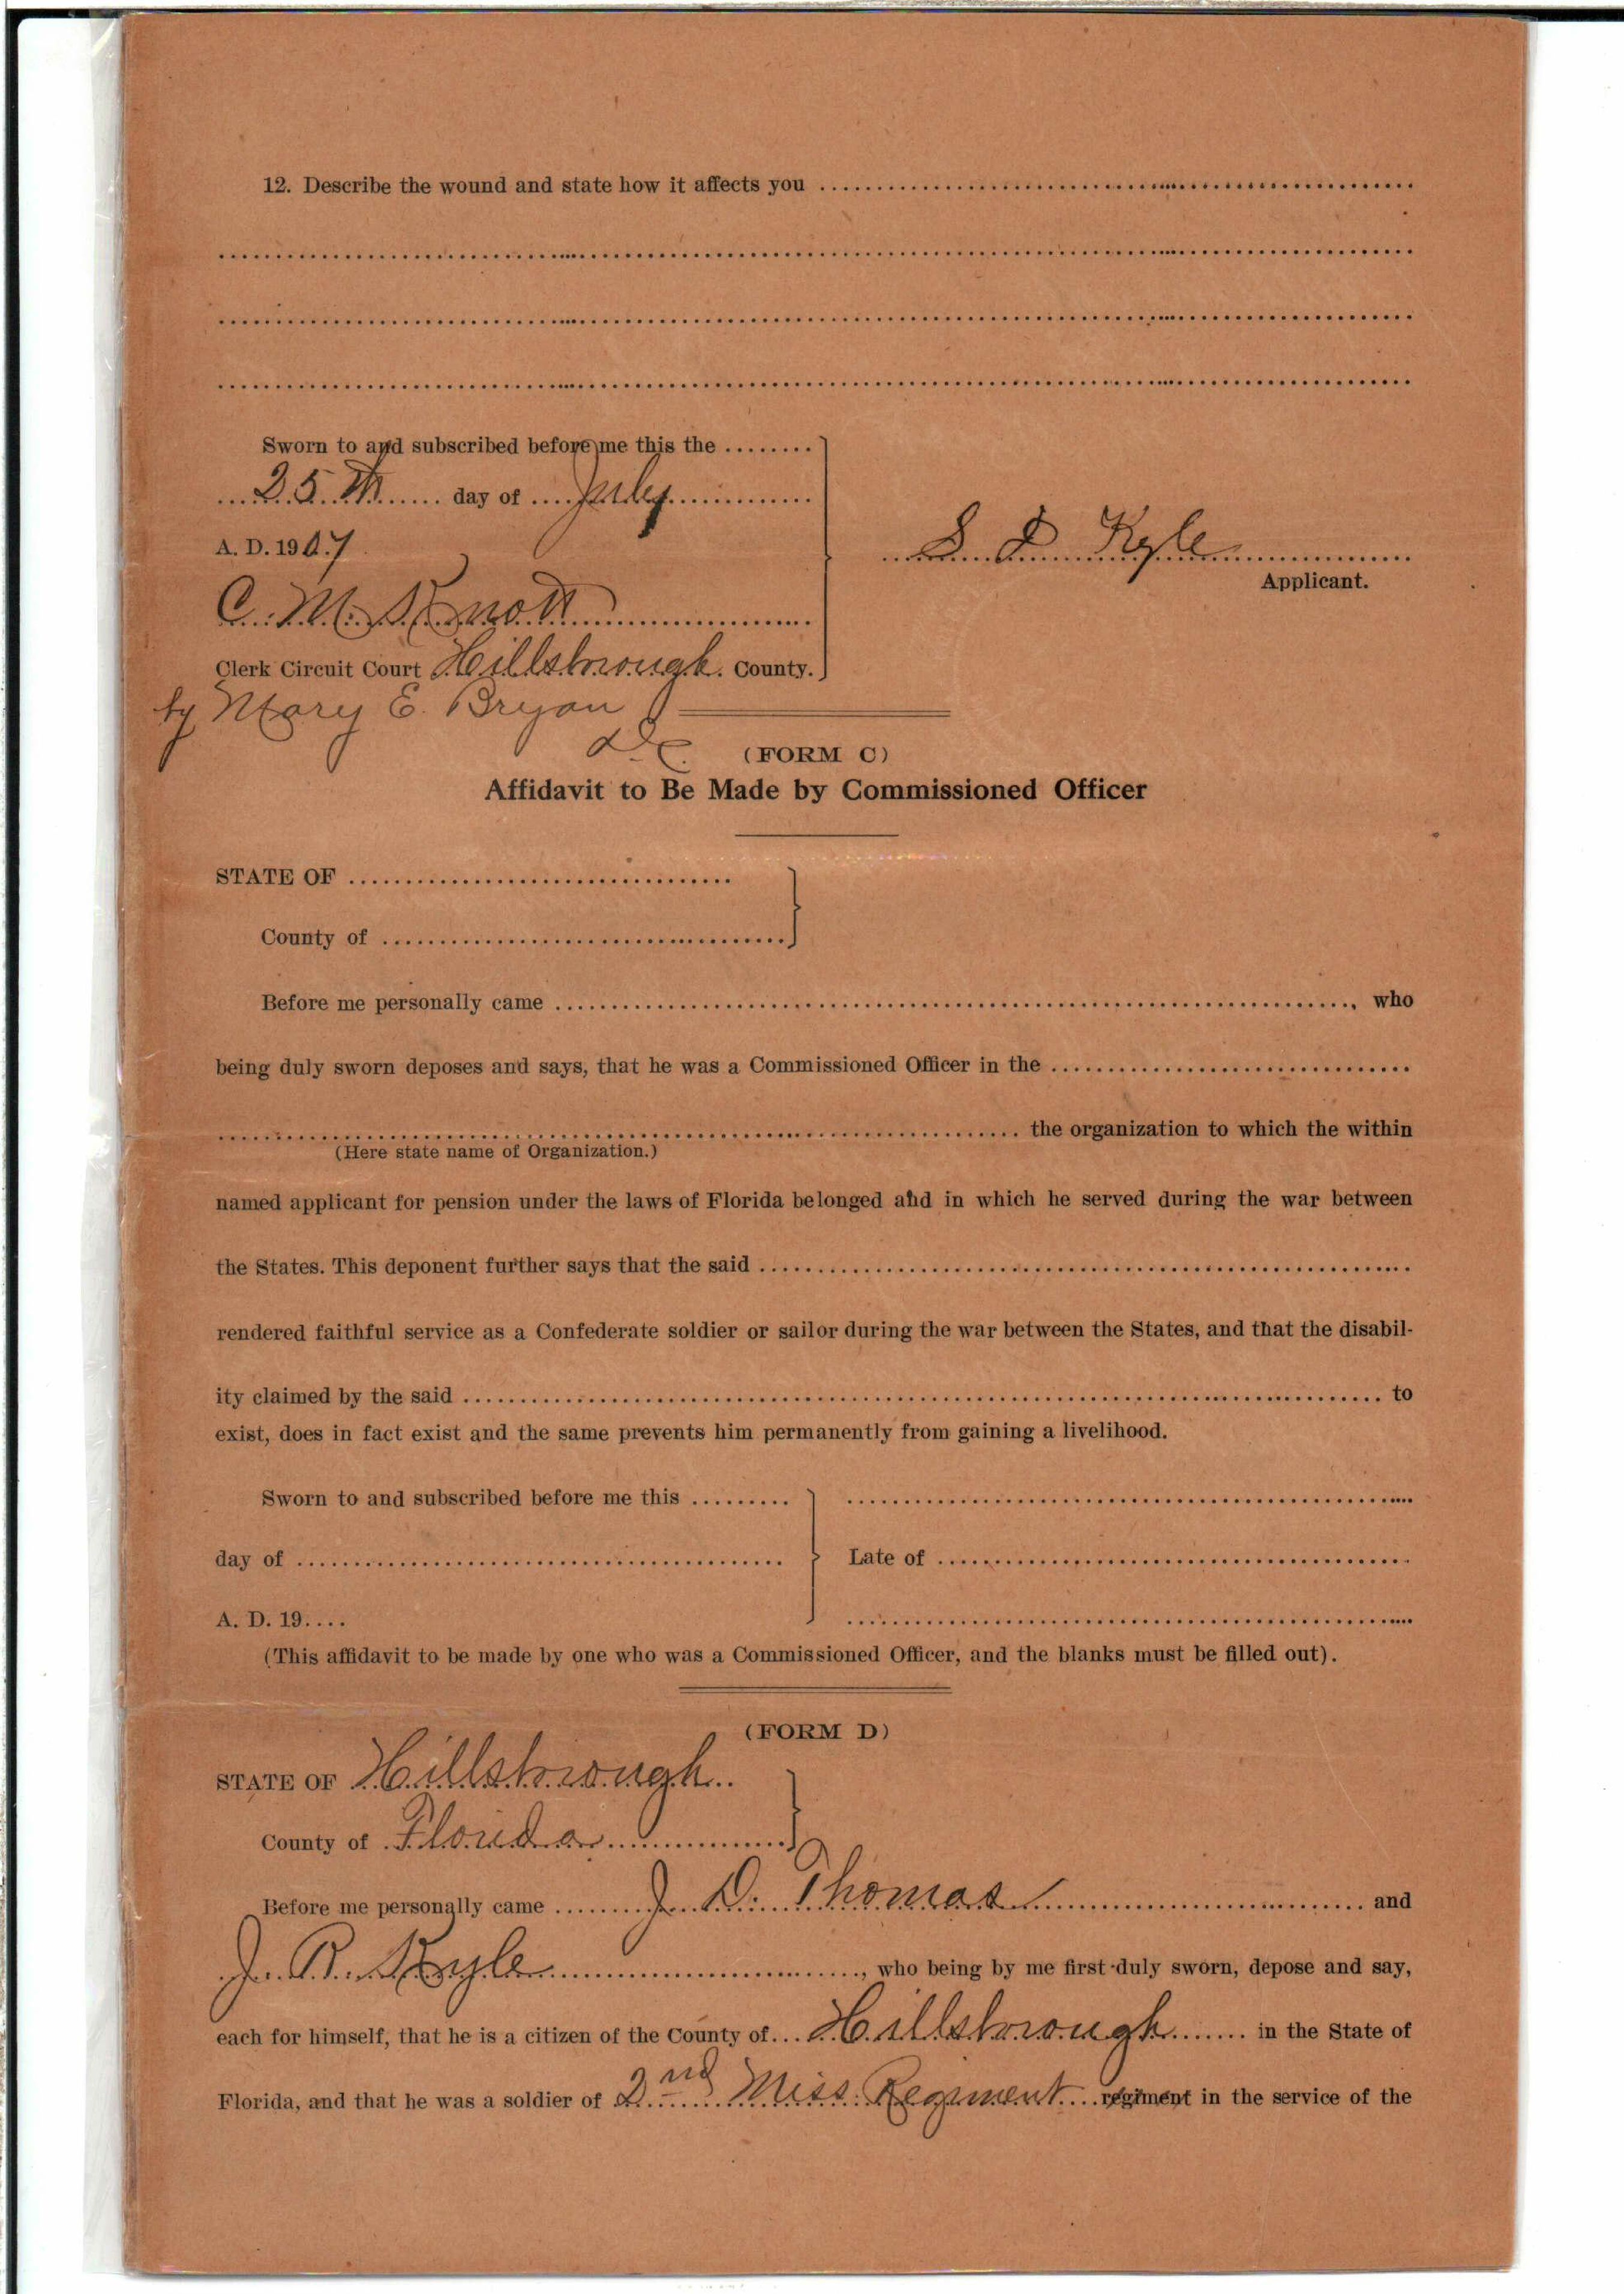 12. Describe the wound and state how it affects you
Sworn to and subscribed before me this the
25th day of July
A. D. 1907
C. M. Knott
Clerk Circuit Court Hillsborough County.
by Mary E. Bryan
D.C.
S. D. Kyle
Applicant.
(FORM C)
Affidavit to Be Made by Commissioned Officer
STATE OF
County of
Before me personally came , who
being duly sworn deposes and says, that he was a Commissioned Officer in the
the organization to which the within
(Here state name of Organization.)
named applicant for pension under the laws of Florida belonged and in which he served during the war between
the States. This deponent further says that the said
rendered faithful service as a Confederate soldier or sailor during the war between the States, and that the disabil-
ity claimed by the said to
exist, does in fact exist and the same prevents him permanently from gaining a livelihood.
Sworn to and subscribed before me this
day of
Late of
A. D. 19....
(This affidavit to be made by one who was a Commissioned Officer, and the blanks must be filled out).
(FORM D)
STATE OF Hillsborough
County of Florida
Before me personally came J. D. Thomas and
J. R. Kyle , who being by me first duly sworn, depose and say,
each for himself, that he is a citizen of the County of Hillsborough in the State of
Florida, and that he was a soldier of 2nd Miss. Regiment regiment in the service of the